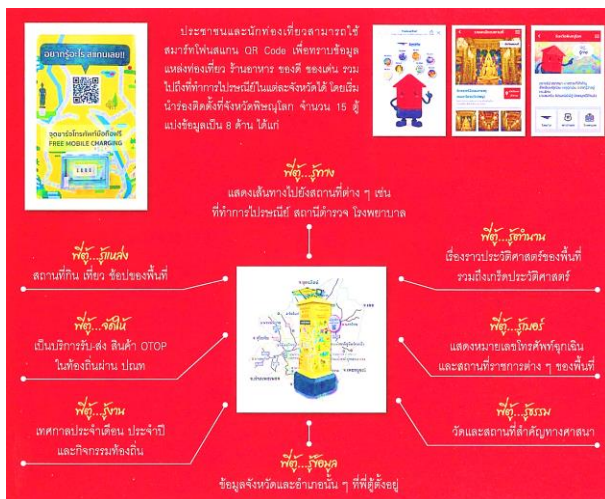 อยากรู้อะไร สแกนเลย!!
จุดชาร์จโทรศัพท์มือถือฟรี
FREE MOBILE CHARGING
ประชาชนและนักท่องเที่ยวสามารถใช้
สมาร์ทโฟนสแกน QR Code เพื่อทราบข้อมูล
แหล่งท่องเที่ยว ร้านอาหาร ของดี ของเด่น รวม
ไปถึงที่ทำการไปรษณีย์ในแต่ละจังหวัดได้ โดยเริ่ม
นำร่องติดตั้งที่จังหวัดพิษณุโลก จำนวน 15 ตู้
แบ่งข้อมูลเป็น 8 ด้าน ได้แก่
พี่ตู้...รู้ทาง
แสดงเส้นทางไปยังสถานที่ต่าง ๆ เช่น
ที่ทำการไปรษณีย์ สถานีตำรวจ โรงพยาบาล
พี่ตู้...รู้แหล่ง
สถานที่กิน เที่ยว ช้อปของพื้นที่
พี่ตู้...รู้ตำนาน
เรื่องราวประวัติศาสตร์ของพื้นที่
รวมถึงเกร็ดประวัติศาสตร์
พี่ตู้...จัดให้
เป็นบริการรับ-ส่ง สินค้า OTOP
ในท้องถิ่นผ่าน ปณท
พี่ตู้...รู้เบอร์
แสดงหมายเลขโทรศัพท์ฉุกเฉิน
และสถานที่ราชการต่าง ๆ ของพื้นที่
พี่ตู้...รู้งาน
เทศกาลประจำเดือน ประจำปี
และกิจกรรมท้องถิ่น
พี่ตู้...รู้ธรรม
วัดและสถานที่สำคัญทางศาสนา
พี่ตู้...รู้ข้อมูล
ข้อมูลจังหวัดและอำเภอนั้น ๆ ที่พี่ตู้ตั้งอยู่